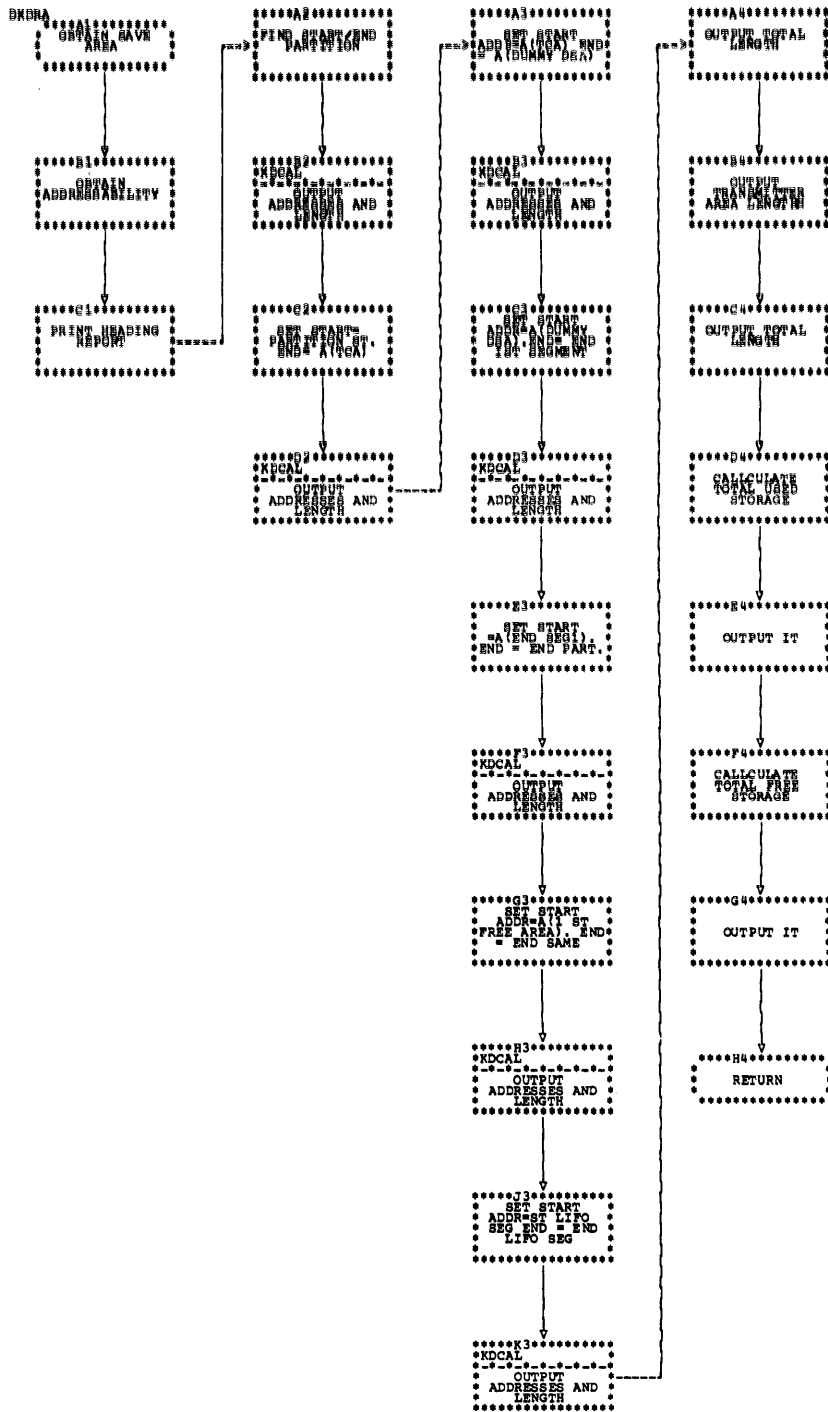 DKDRA
A1
OBTAIN SAVE
AREA
B1
OBTAIN
ADDRESSABILITY
C1
PRINT HEADING
REPORT
A2
FIND START/END
PARTITION
B2
KDCAL
OUTPUT
ADDRESSES AND
LENGTH
C2
SET START=
PARTITION ST.
END= A(TCA)
D2
KDCAL
OUTPUT
ADDRESSES AND
LENGTH
A3
SET START
ADDR=A(TCA) END
= A(DUMMY DSA)
B3
KDCAL
OUTPUT
ADDRESSES AND
LENGTH
C3
SET START
ADDR=A(DUMMY
DSA).END= END
1ST SEGMENT
D3
KDCAL
OUTPUT
ADDRESSES AND
LENGTH
E3
SET START
=A(END SEG1).
END = END PART.
F3
KDCAL
OUTPUT
ADDRESSES AND
LENGTH
G3
SET START
ADDR=A(1 ST
FREE AREA). END
= END SAME
H3
KDCAL
OUTPUT
ADDRESSES AND
LENGTH
J3
SET START
ADDR=ST LIFO
SEG END = END
LIFO SEG
K3
KDCAL
OUTPUT
ADDRESSES AND
LENGTH
A4
OUTPUT TOTAL
LENGTH
B4
OUTPUT
TRANSMITTER
AREA LENGTH
C4
OUTPUT TOTAL
LENGTH
D4
CALLCULATE
TOTAL USED
STORAGE
E4
OUTPUT IT
F4
CALLCULATE
TOTAL FREE
STORAGE
G4
OUTPUT IT
H4
RETURN